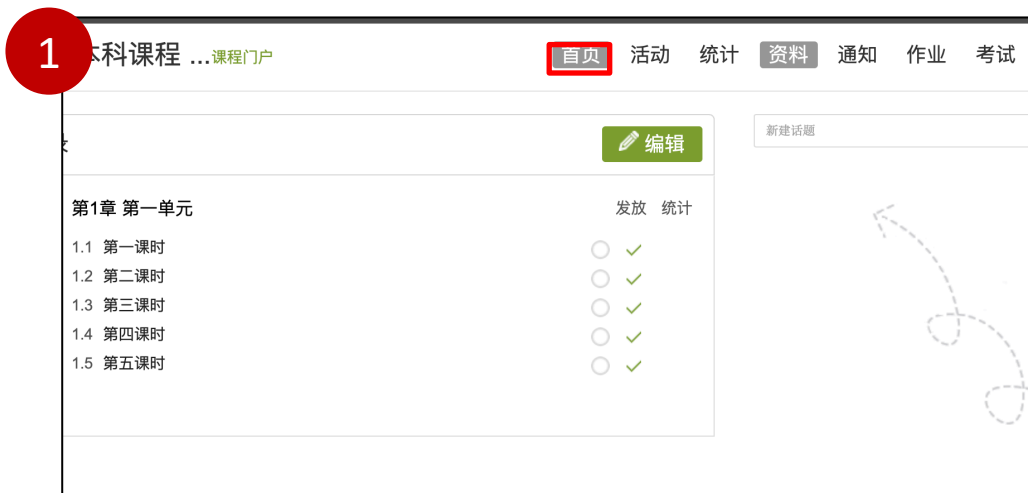 1
本科课程 ...课程门户
首页 活动 统计 资料 通知 作业 考试
编辑
新建话题
第1章 第一单元 发放 统计
1.1 第一课时
1.2 第二课时
1.3 第三课时
1.4 第四课时
1.5 第五课时